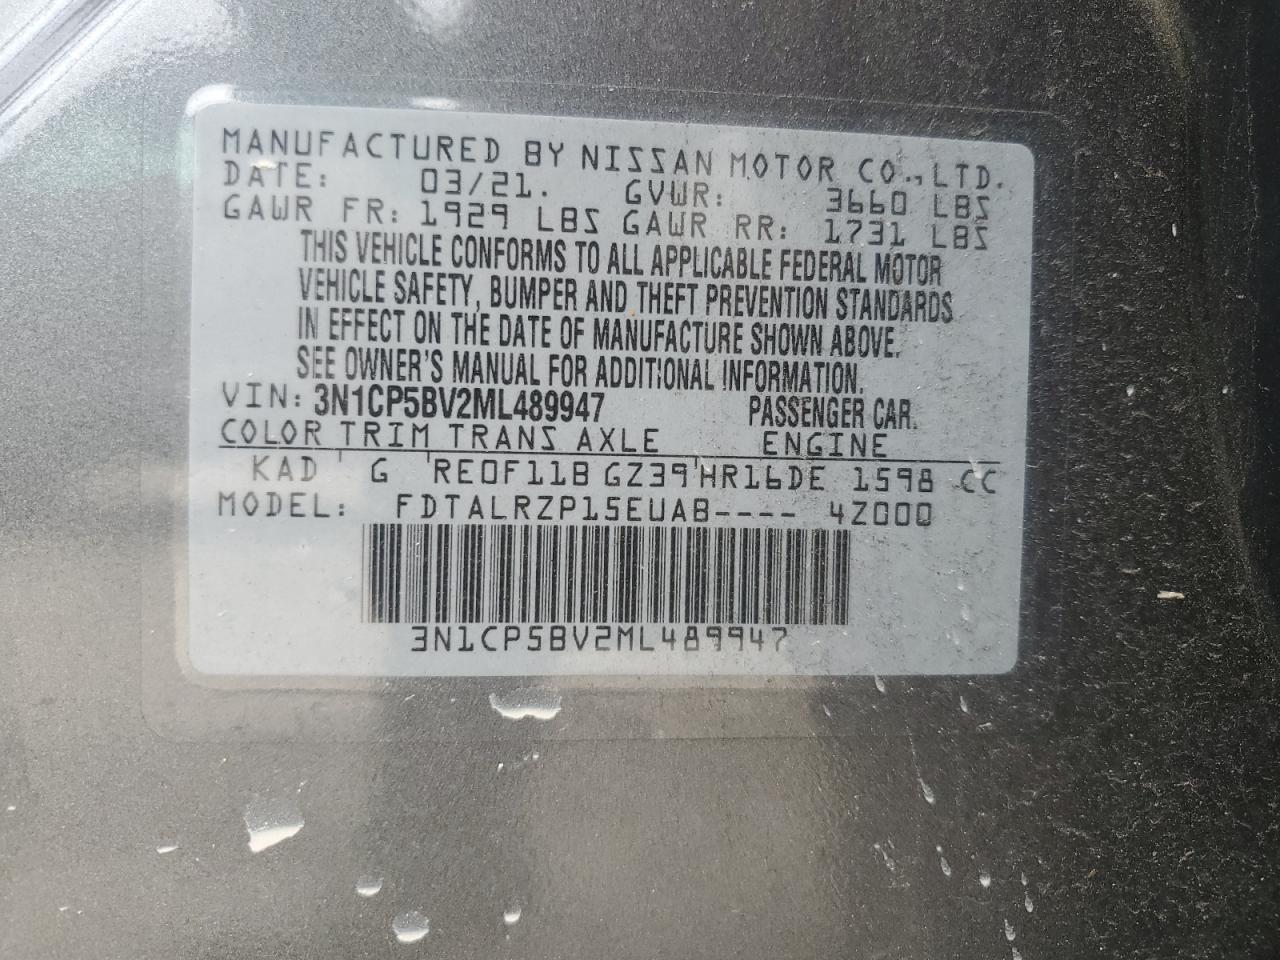 MANUFACTURED BY NISSAN MOTOR CO., LTD.
DATE: 03/21. GVWR: 3660 LBS
GAWR FR: 1929 LBS GAWR RR: 1731 LBS
THIS VEHICLE CONFORMS TO ALL APPLICABLE FEDERAL MOTOR
VEHICLE SAFETY, BUMPER AND THEFT PREVENTION STANDARDS
IN EFFECT ON THE DATE OF MANUFACTURE SHOWN ABOVE.
SEE OWNER'S MANUAL FOR ADDITIONAL INFORMATION.
VIN: 3N1CP5BV2ML489947 PASSENGER CAR.
COLOR TRIM TRANS AXLE ENGINE
KAD ' G 'RE0F11B GZ39'HR16DE 1598 CC
MODEL: FDTALRZP15EUAB---- 4Z000
3N1CP5BV2ML489947